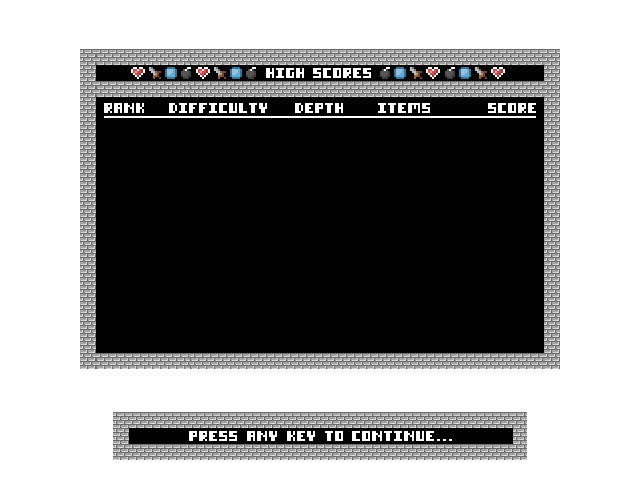 HIGH SCORES
RANK DIFFICULTY DEPTH ITEMS SCORE
PRESS ANY KEY TO CONTINUE...